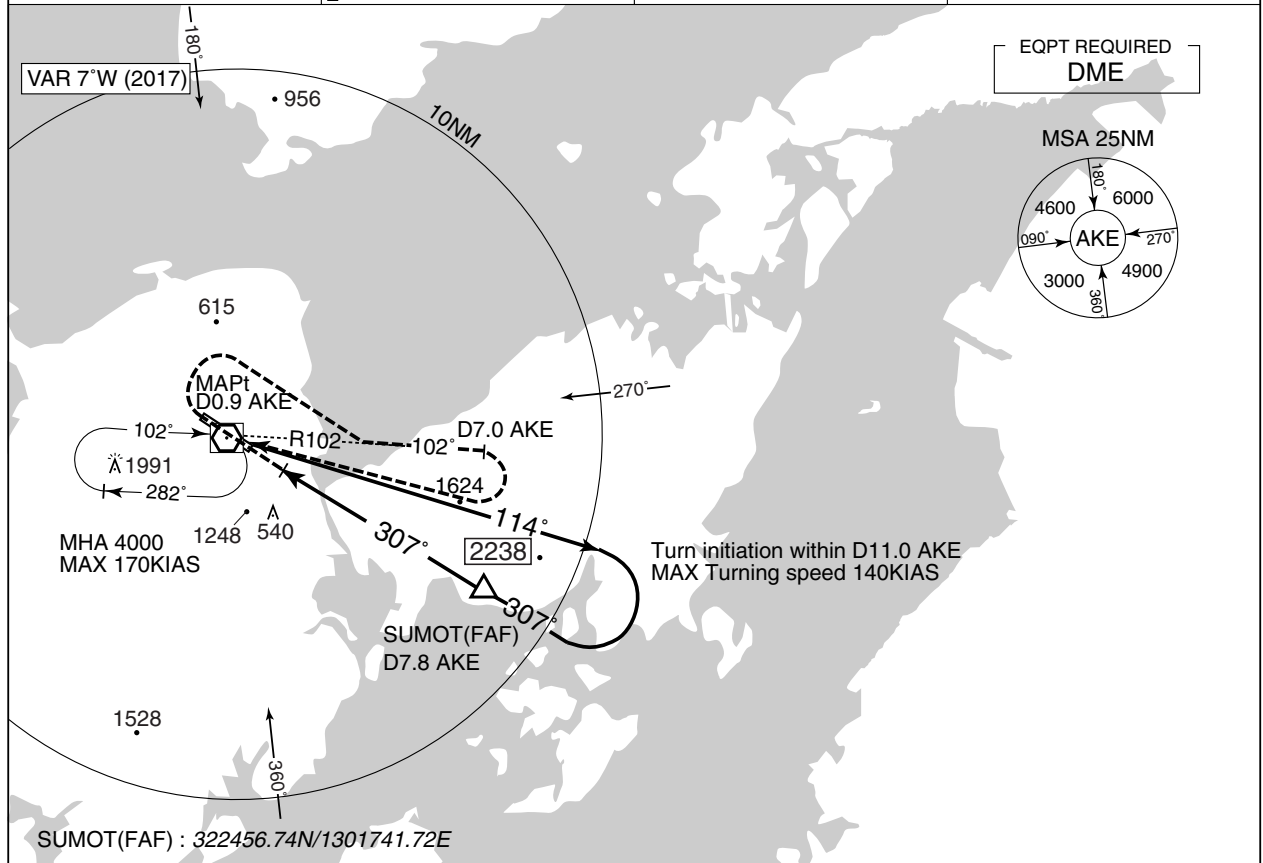 180°
VAR 7°W (2017)
956
10NM
EQPT REQUIRED
DME
MSA 25NM
180°
4600
6000
090°
AKE
270°
3000
4900
360°
615
270°
MAPt
D0.9 AKE
102°
R102
102°
D7.0 AKE
1991
282°
1624
114°
1248
540
307°
2238
MHA 4000
MAX 170KIAS
Turn initiation within D11.0 AKE
MAX Turning speed 140KIAS
307°
SUMOT(FAF)
D7.8 AKE
1528
360°
SUMOT(FAF) : 322456.74N/1301741.72E